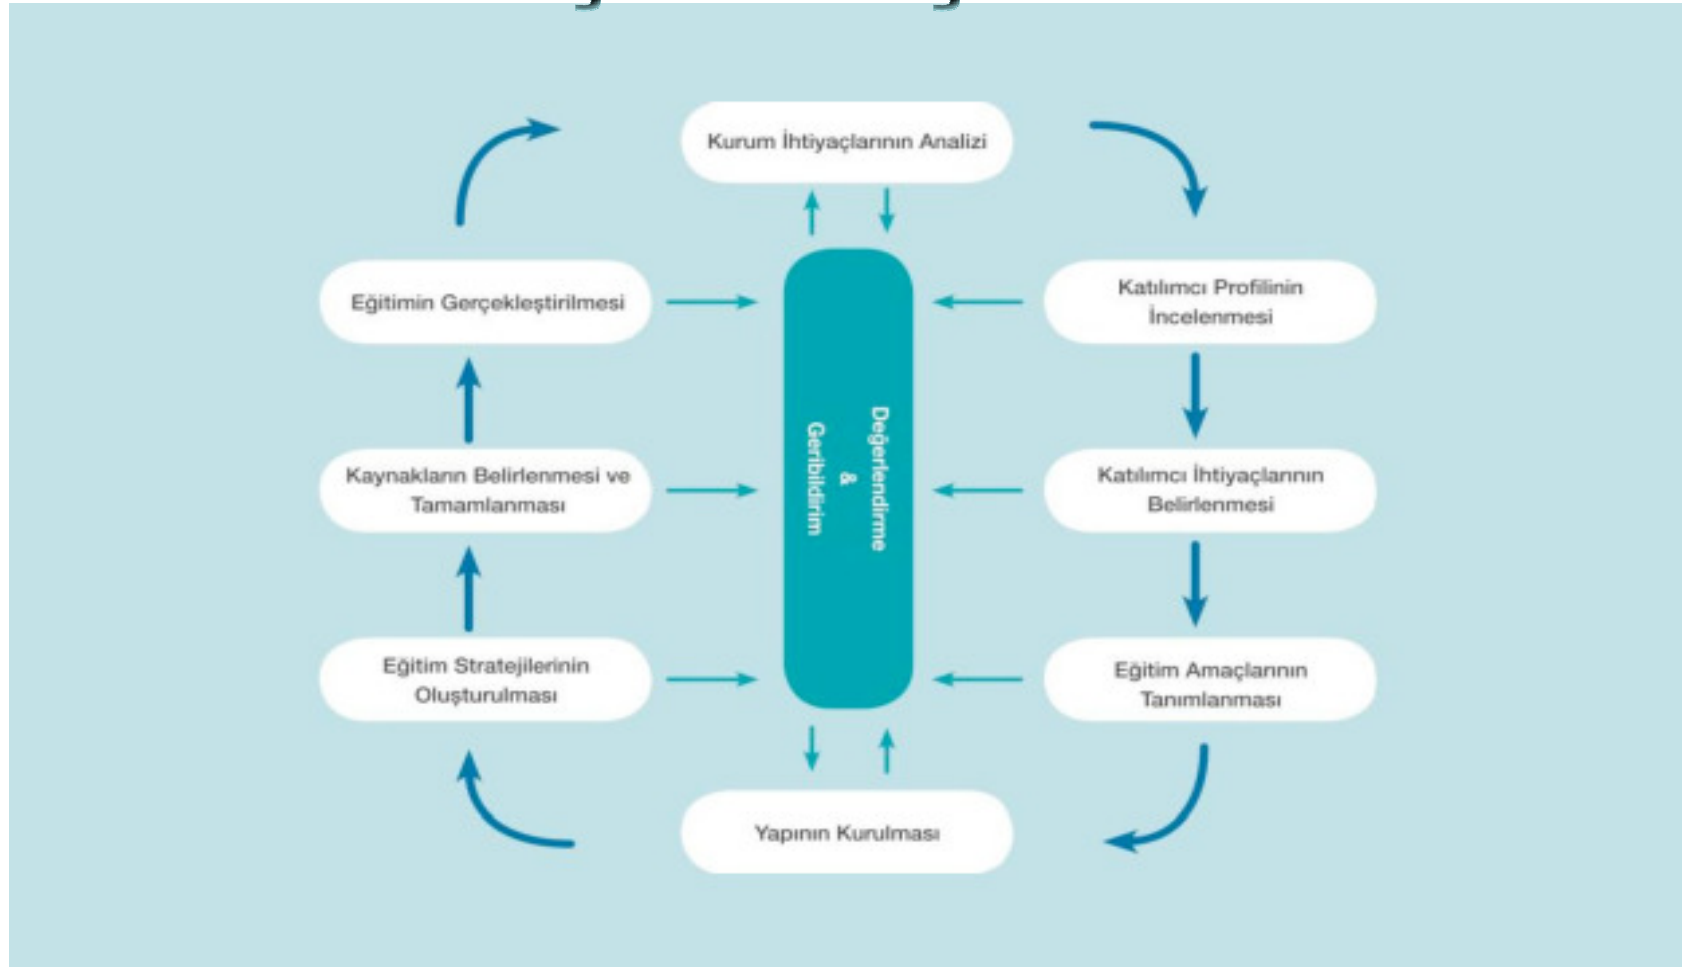 Kurum İhtiyaçlarının Analizi
Katılımcı Profilinin
İncelenmesi
Katılımcı İhtiyaçlarının
Belirlenmesi
Eğitim Amaçlarının
Tanımlanması
Yapının Kurulması
Eğitim Stratejilerinin
Oluşturulması
Kaynakların Belirlenmesi ve
Tamamlanması
Eğitimin Gerçekleştirilmesi
Değerlendirme
&
Geribildirim